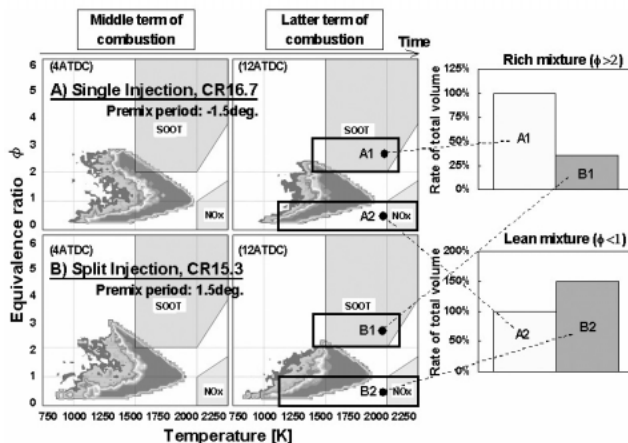 Middle term of combustion
Latter term of combustion
Time
Equivalence ratio ϕ
6
5
4
3
2
1
0
(4ATDC)
(12ATDC)
A) Single Injection, CR16.7
Premix period: -1.5deg.
SOOT
SOOT
A1
A2
NOx
NOx
6
5
4
3
2
1
0
(4ATDC)
(12ATDC)
B) Split Injection, CR15.3
Premix period: 1.5deg.
SOOT
SOOT
B1
B2
NOx
NOx
750 1000 1250 1500 1750 2000 2250
750 1000 1250 1500 1750 2000 2250
Temperature [K]
Rich mixture (ϕ>2)
Rate of total volume
125%
100%
75%
50%
25%
0%
A1
B1
Lean mixture (ϕ<1)
Rate of total volume
200%
150%
100%
50%
0%
A2
B2